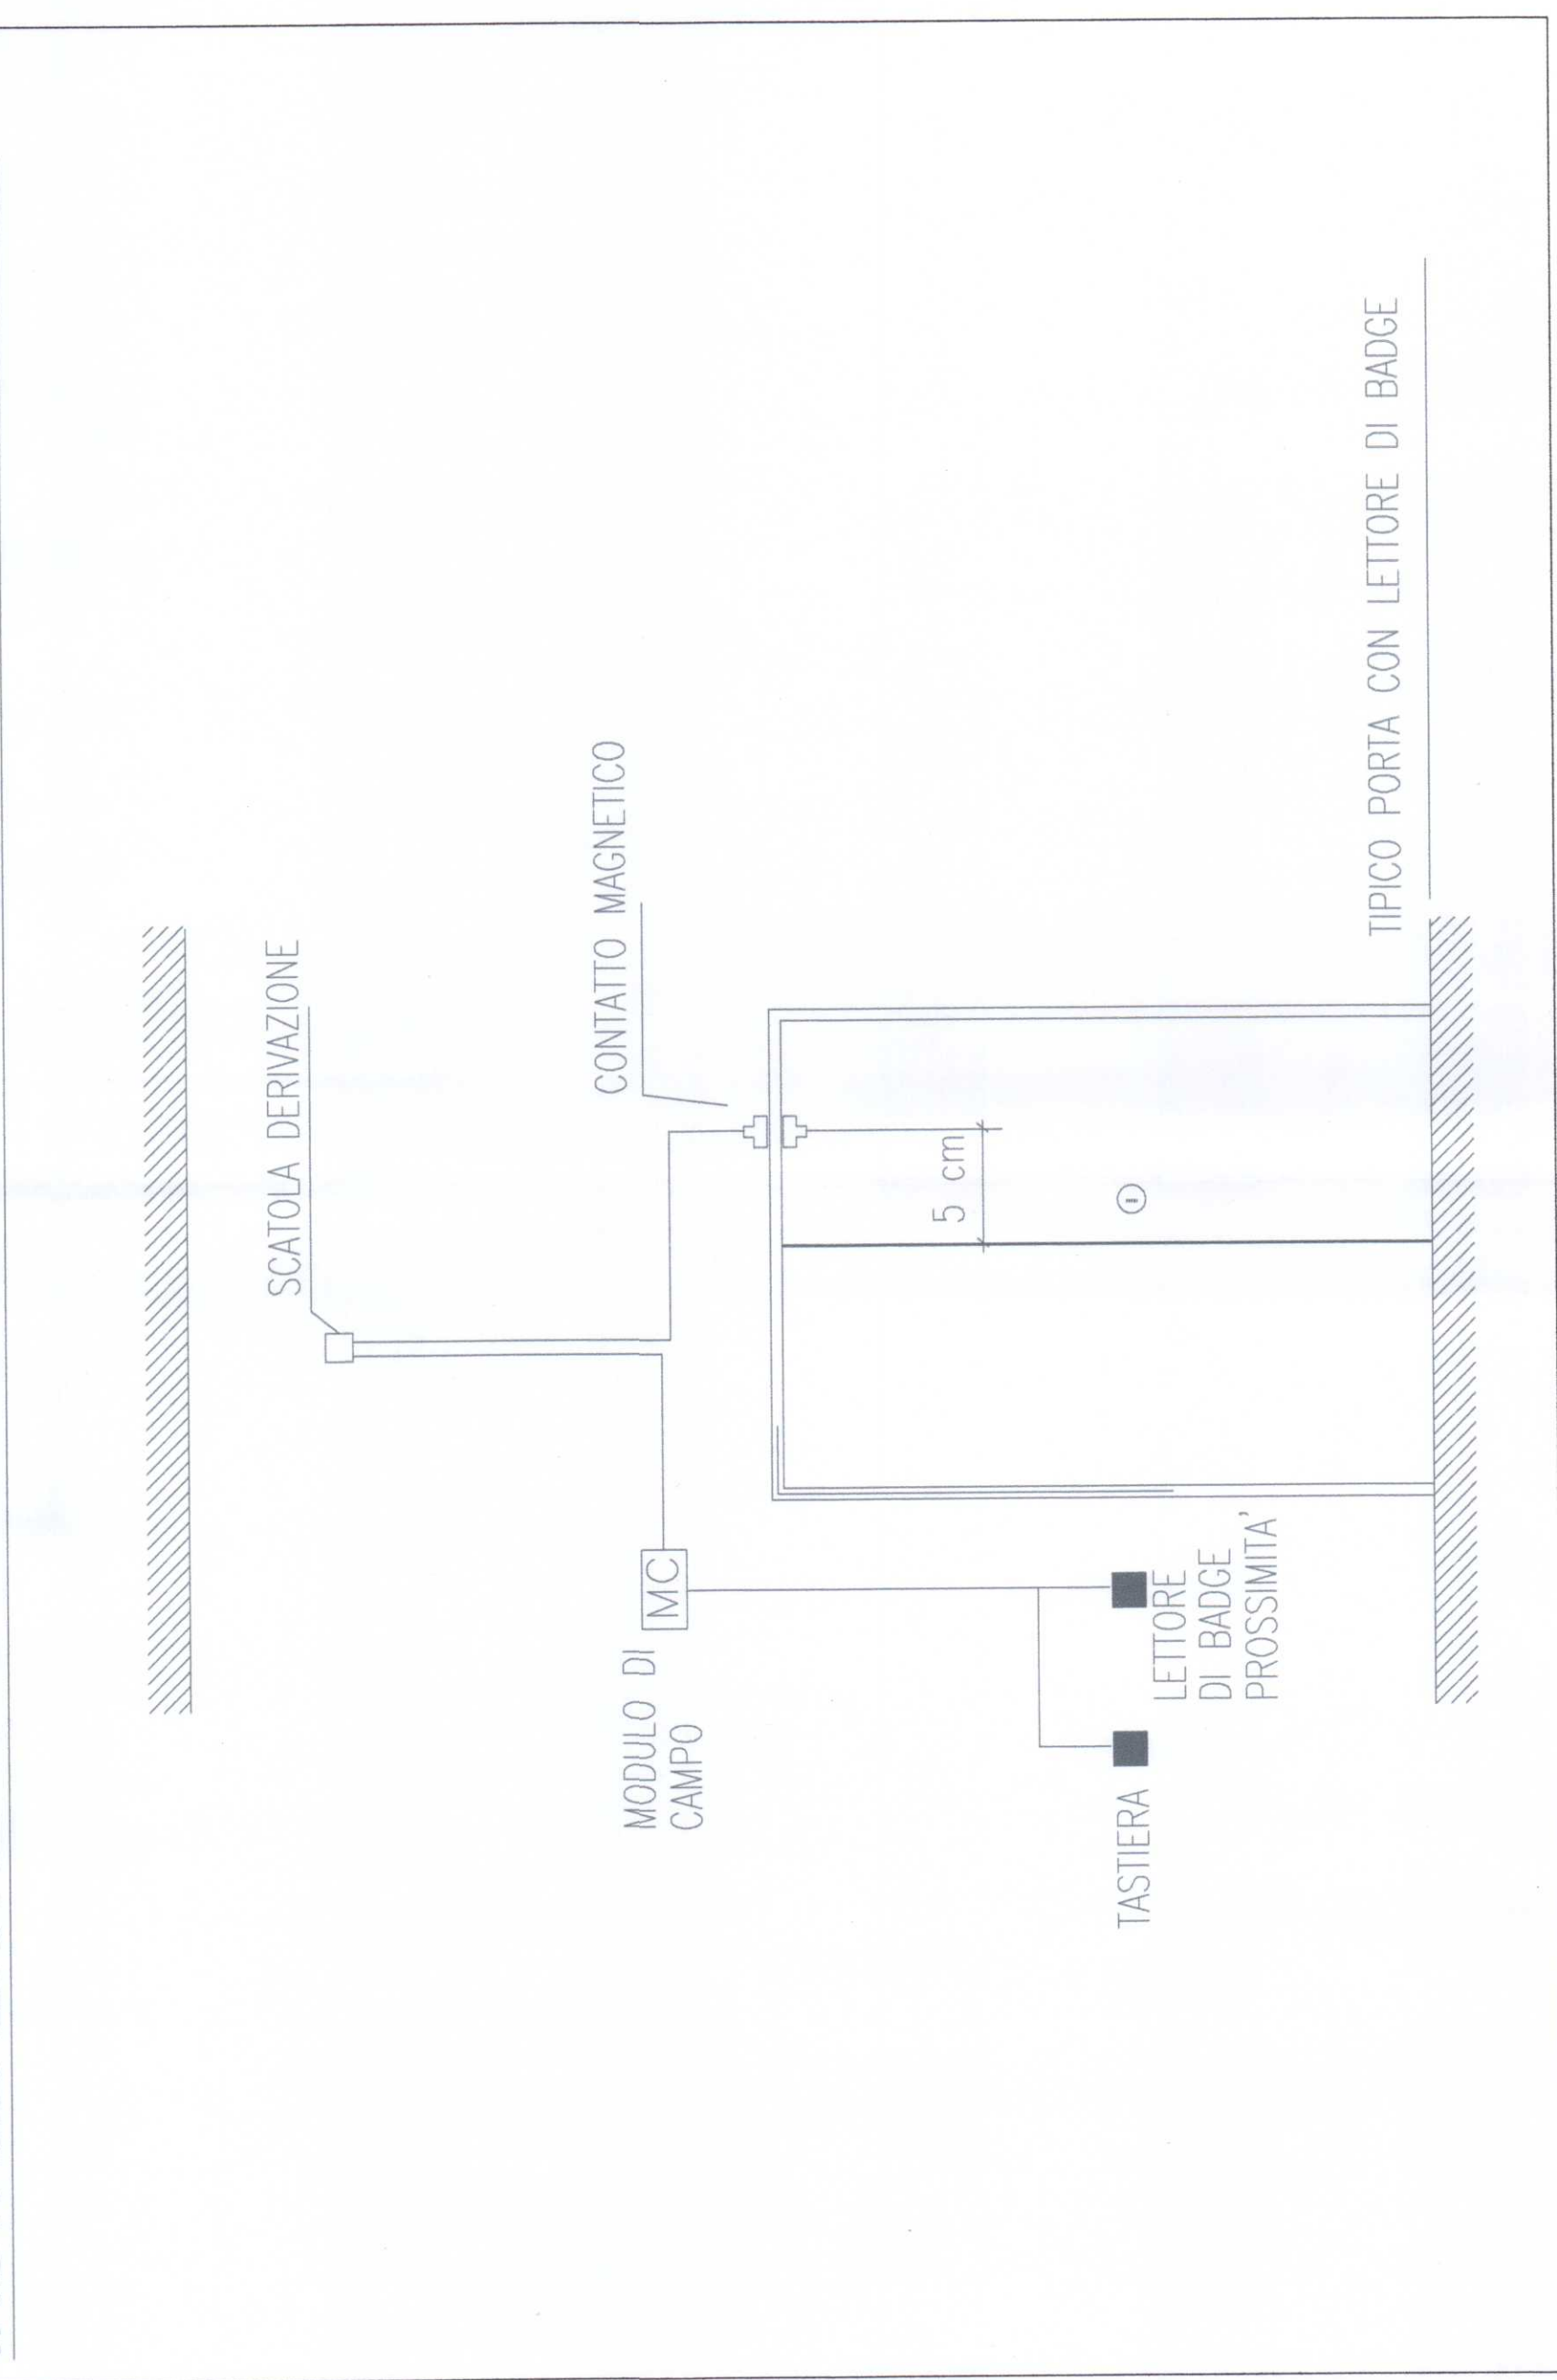 SCATOLA DERIVAZIONE
CONTATTO MAGNETICO
MODULO DI
CAMPO
MC
5 cm
TASTIERA
LETTORE
DI BADGE
PROSSIMITA'
TIPICO PORTA CON LETTORE DI BADGE